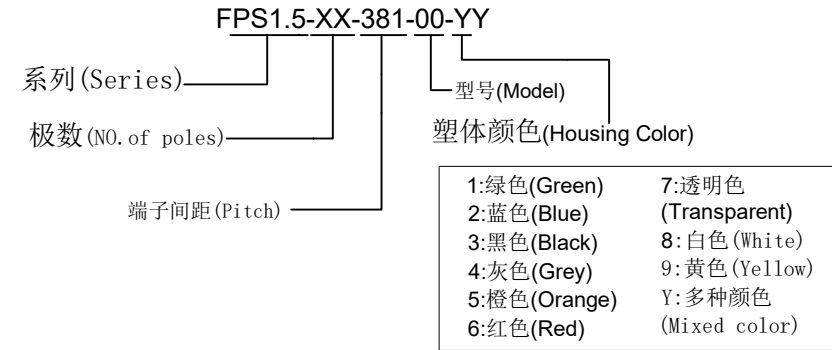 FPS1.5-XX-381-00-YY
系列(Series)
型号(Model)
极数(NO.of poles)
塑体颜色(Housing Color)
端子间距(Pitch)
1:绿色(Green)
2:蓝色(Blue)
3:黑色(Black)
4:灰色(Grey)
5:橙色(Orange)
6:红色(Red)
7:透明色
(Transparent)
8:白色(White)
9:黄色(Yellow)
Y:多种颜色
(Mixed color)